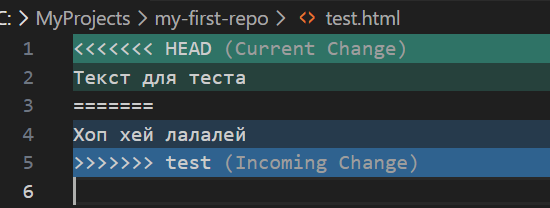 C: > MyProjects > my-first-repo > <> test.html
1 <<<<<<< HEAD (Current Change)
2 Текст для теста
3 =======
4 Хоп хей лалалей
5 >>>>>>> test (Incoming Change)
6